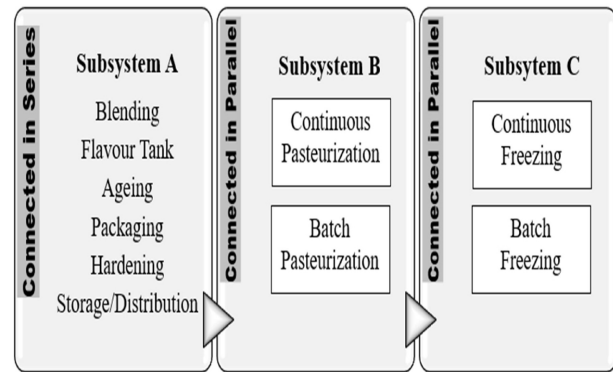 Connected in Series
Subsystem A
Blending
Flavour Tank
Ageing
Packaging
Hardening
Storage/Distribution
Connected in Parallel
Subsystem B
Continuous
Pasteurization
Batch
Pasteurization
Connected in Parallel
Subsytem C
Continuous
Freezing
Batch
Freezing